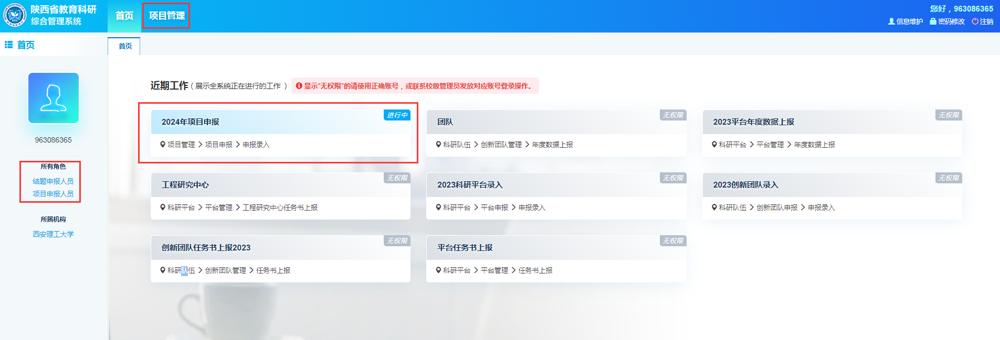 陕西省教育科研
综合管理系统
首页
项目管理
您好，963086365
信息维护 密码修改 注销
首页
首页
963086365
所有角色
结题申报人员
项目申报人员
所属机构
西安理工大学
近期工作（展示全系统正在进行的工作 ）
显示“无权限”的请使用正确账号，或联系校级管理员发放对应账号登录操作。
2024年项目申报
进行中
项目管理 > 项目申报 > 申报录入
团队
无权限
科研队伍 > 创新团队管理 > 年度数据上报
2023平台年度数据上报
无权限
科研平台 > 平台管理 > 年度数据上报
工程研究中心
无权限
科研平台 > 平台管理 > 工程研究中心任务书上报
2023科研平台录入
无权限
科研平台 > 平台申报 > 申报录入
2023创新团队录入
无权限
科研队伍 > 创新团队申报 > 申报录入
创新团队任务书上报2023
无权限
科研队伍 > 创新团队管理 > 任务书上报
平台任务书上报
无权限
科研平台 > 平台管理 > 任务书上报